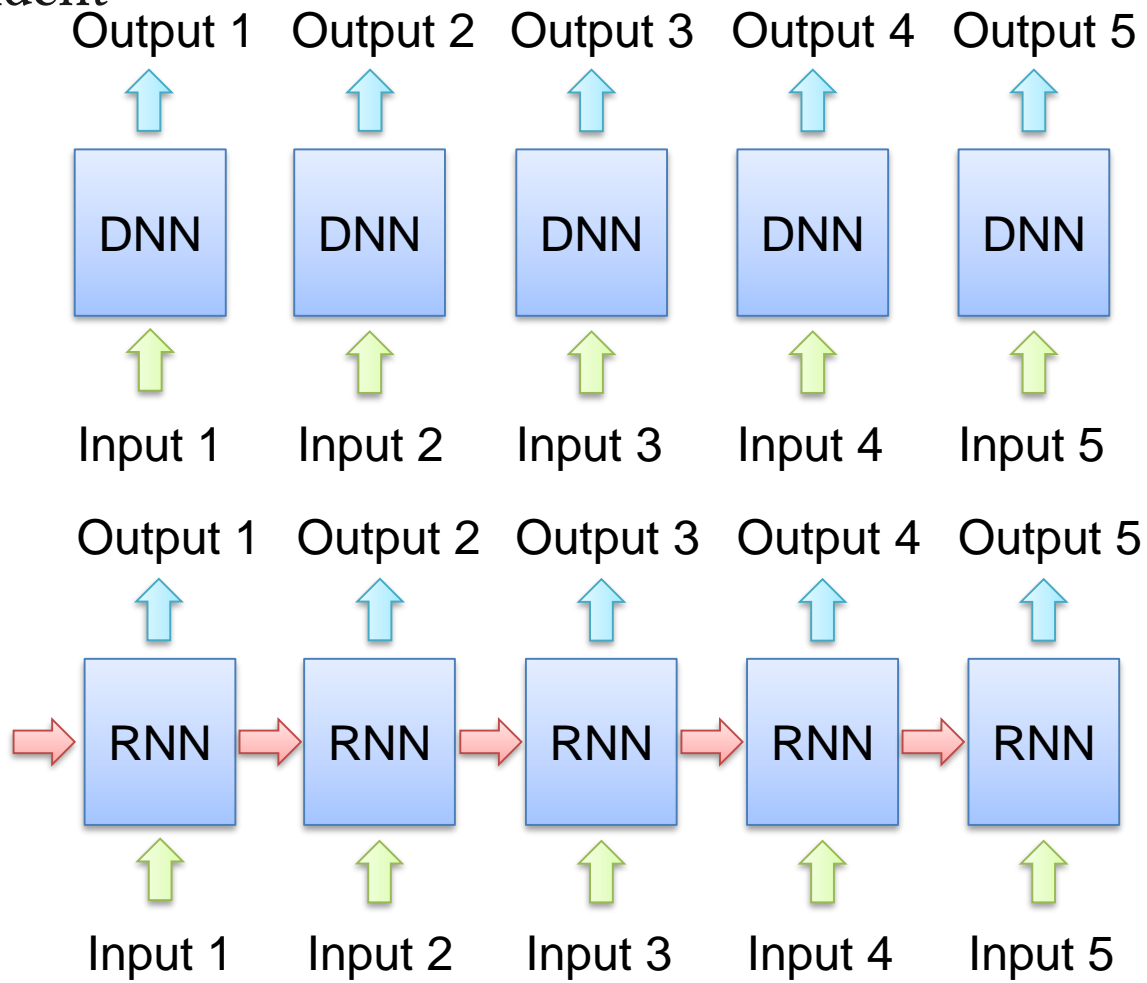 Output 1 Output 2 Output 3 Output 4 Output 5
DNN DNN DNN DNN DNN
Input 1 Input 2 Input 3 Input 4 Input 5
Output 1 Output 2 Output 3 Output 4 Output 5
RNN RNN RNN RNN RNN
Input 1 Input 2 Input 3 Input 4 Input 5